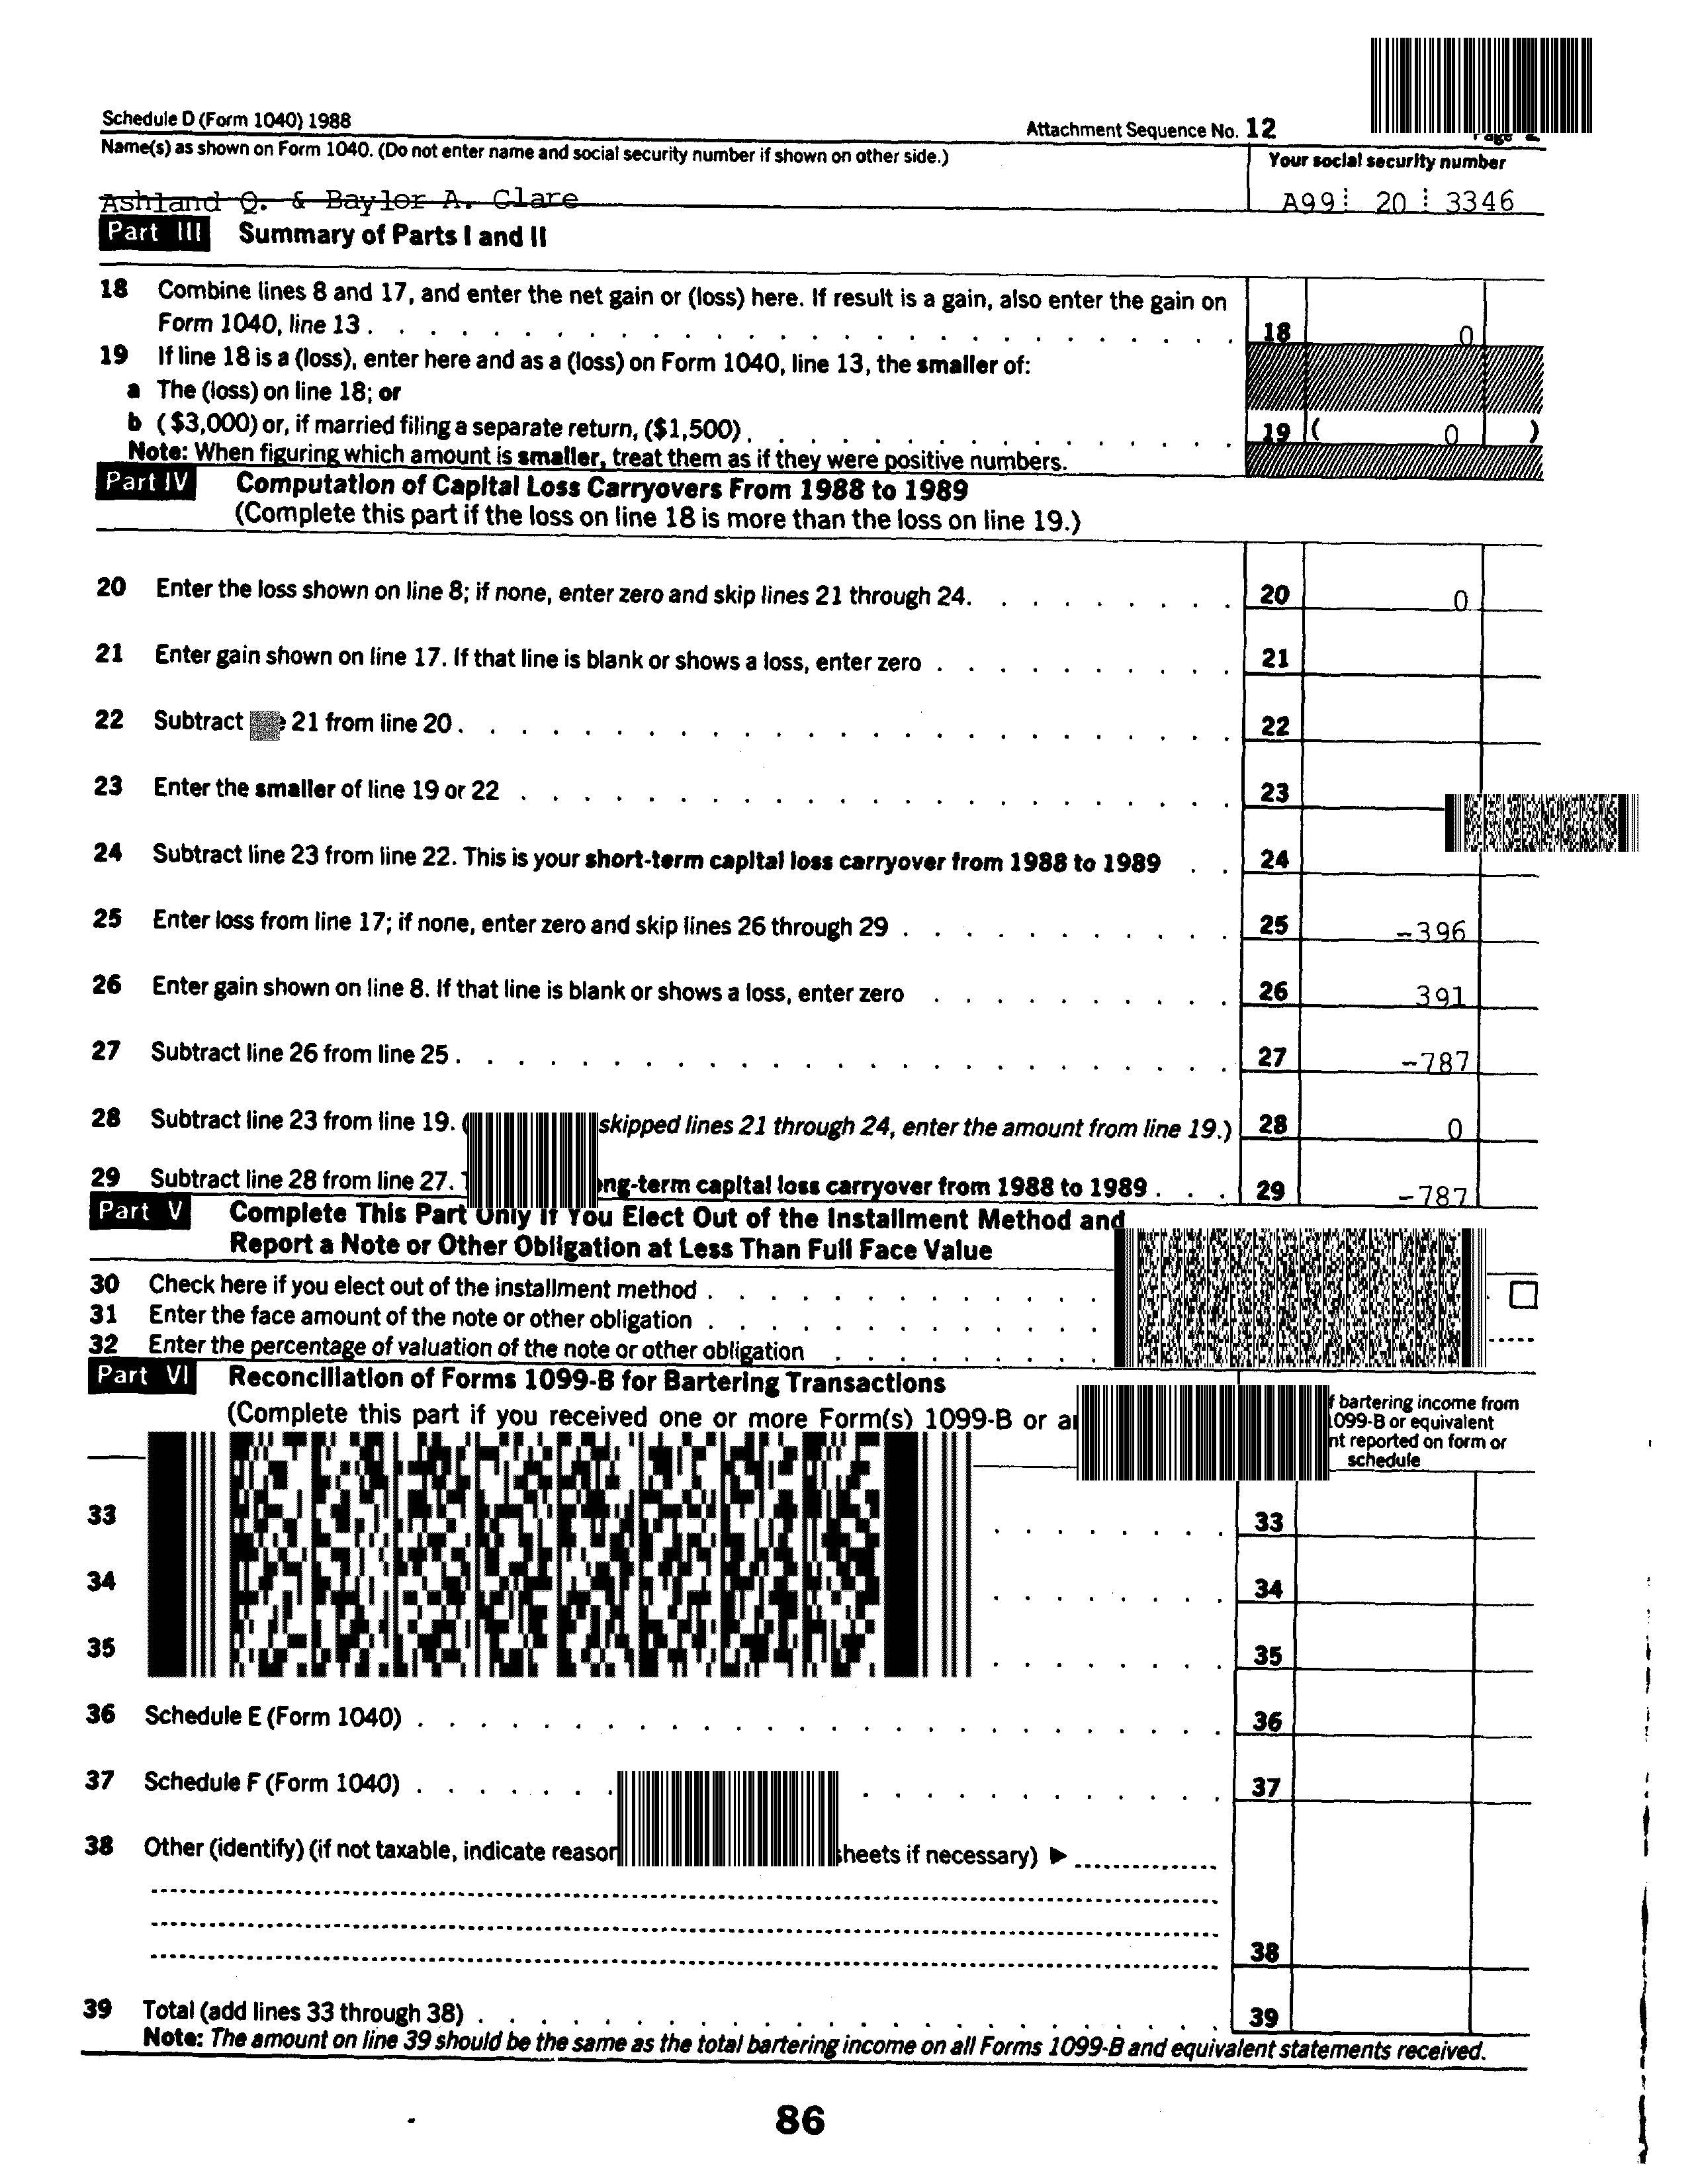 Schedule D (Form 1040) 1988
Attachment Sequence No. 12
Name(s) as shown on Form 1040. (Do not enter name and social security number if shown on other side.)
Your social security number
Ashland Q. & Baylor A. Clare
A99 20 3346
Part III Summary of Parts I and II
18 Combine lines 8 and 17, and enter the net gain or (loss) here. If result is a gain, also enter the gain on
Form 1040, line 13 . . . 18 0
19 If line 18 is a (loss), enter here and as a (loss) on Form 1040, line 13, the smaller of:
a The (loss) on line 18; or
b ($3,000) or, if married filing a separate return, ($1,500) . . . 19 ( 0 )
Note: When figuring which amount is smaller, treat them as if they were positive numbers.
Part IV Computation of Capital Loss Carryovers From 1988 to 1989
(Complete this part if the loss on line 18 is more than the loss on line 19.)
20 Enter the loss shown on line 8; if none, enter zero and skip lines 21 through 24. . . . 20 0
21 Enter gain shown on line 17. If that line is blank or shows a loss, enter zero . . . 21
22 Subtract 21 from line 20 . . . 22
23 Enter the smaller of line 19 or 22 . . . 23
24 Subtract line 23 from line 22. This is your short-term capital loss carryover from 1988 to 1989 . . 24
25 Enter loss from line 17; if none, enter zero and skip lines 26 through 29 . . . 25 -396
26 Enter gain shown on line 8. If that line is blank or shows a loss, enter zero . . . 26 391
27 Subtract line 26 from line 25 . . . 27 -787
28 Subtract line 23 from line 19. ( skipped lines 21 through 24, enter the amount from line 19.) 28 0
29 Subtract line 28 from line 27. ng-term capital loss carryover from 1988 to 1989 . . . 29 -787
Part V Complete This Part Only If You Elect Out of the Installment Method and
Report a Note or Other Obligation at Less Than Full Face Value
30 Check here if you elect out of the installment method . . .
31 Enter the face amount of the note or other obligation . . .
32 Enter the percentage of valuation of the note or other obligation . . .
Part VI Reconciliation of Forms 1099-B for Bartering Transactions
(Complete this part if you received one or more Form(s) 1099-B or
f bartering income from
1099-B or equivalent
nt reported on form or
schedule
33 . . . 33
34 . . . 34
35 . . . 35
36 Schedule E (Form 1040) . . . 36
37 Schedule F (Form 1040) . . . 37
38 Other (identify) (if not taxable, indicate reason heets if necessary) ▶
38
39 Total (add lines 33 through 38) . . . 39
Note: The amount on line 39 should be the same as the total bartering income on all Forms 1099-B and equivalent statements received.
86